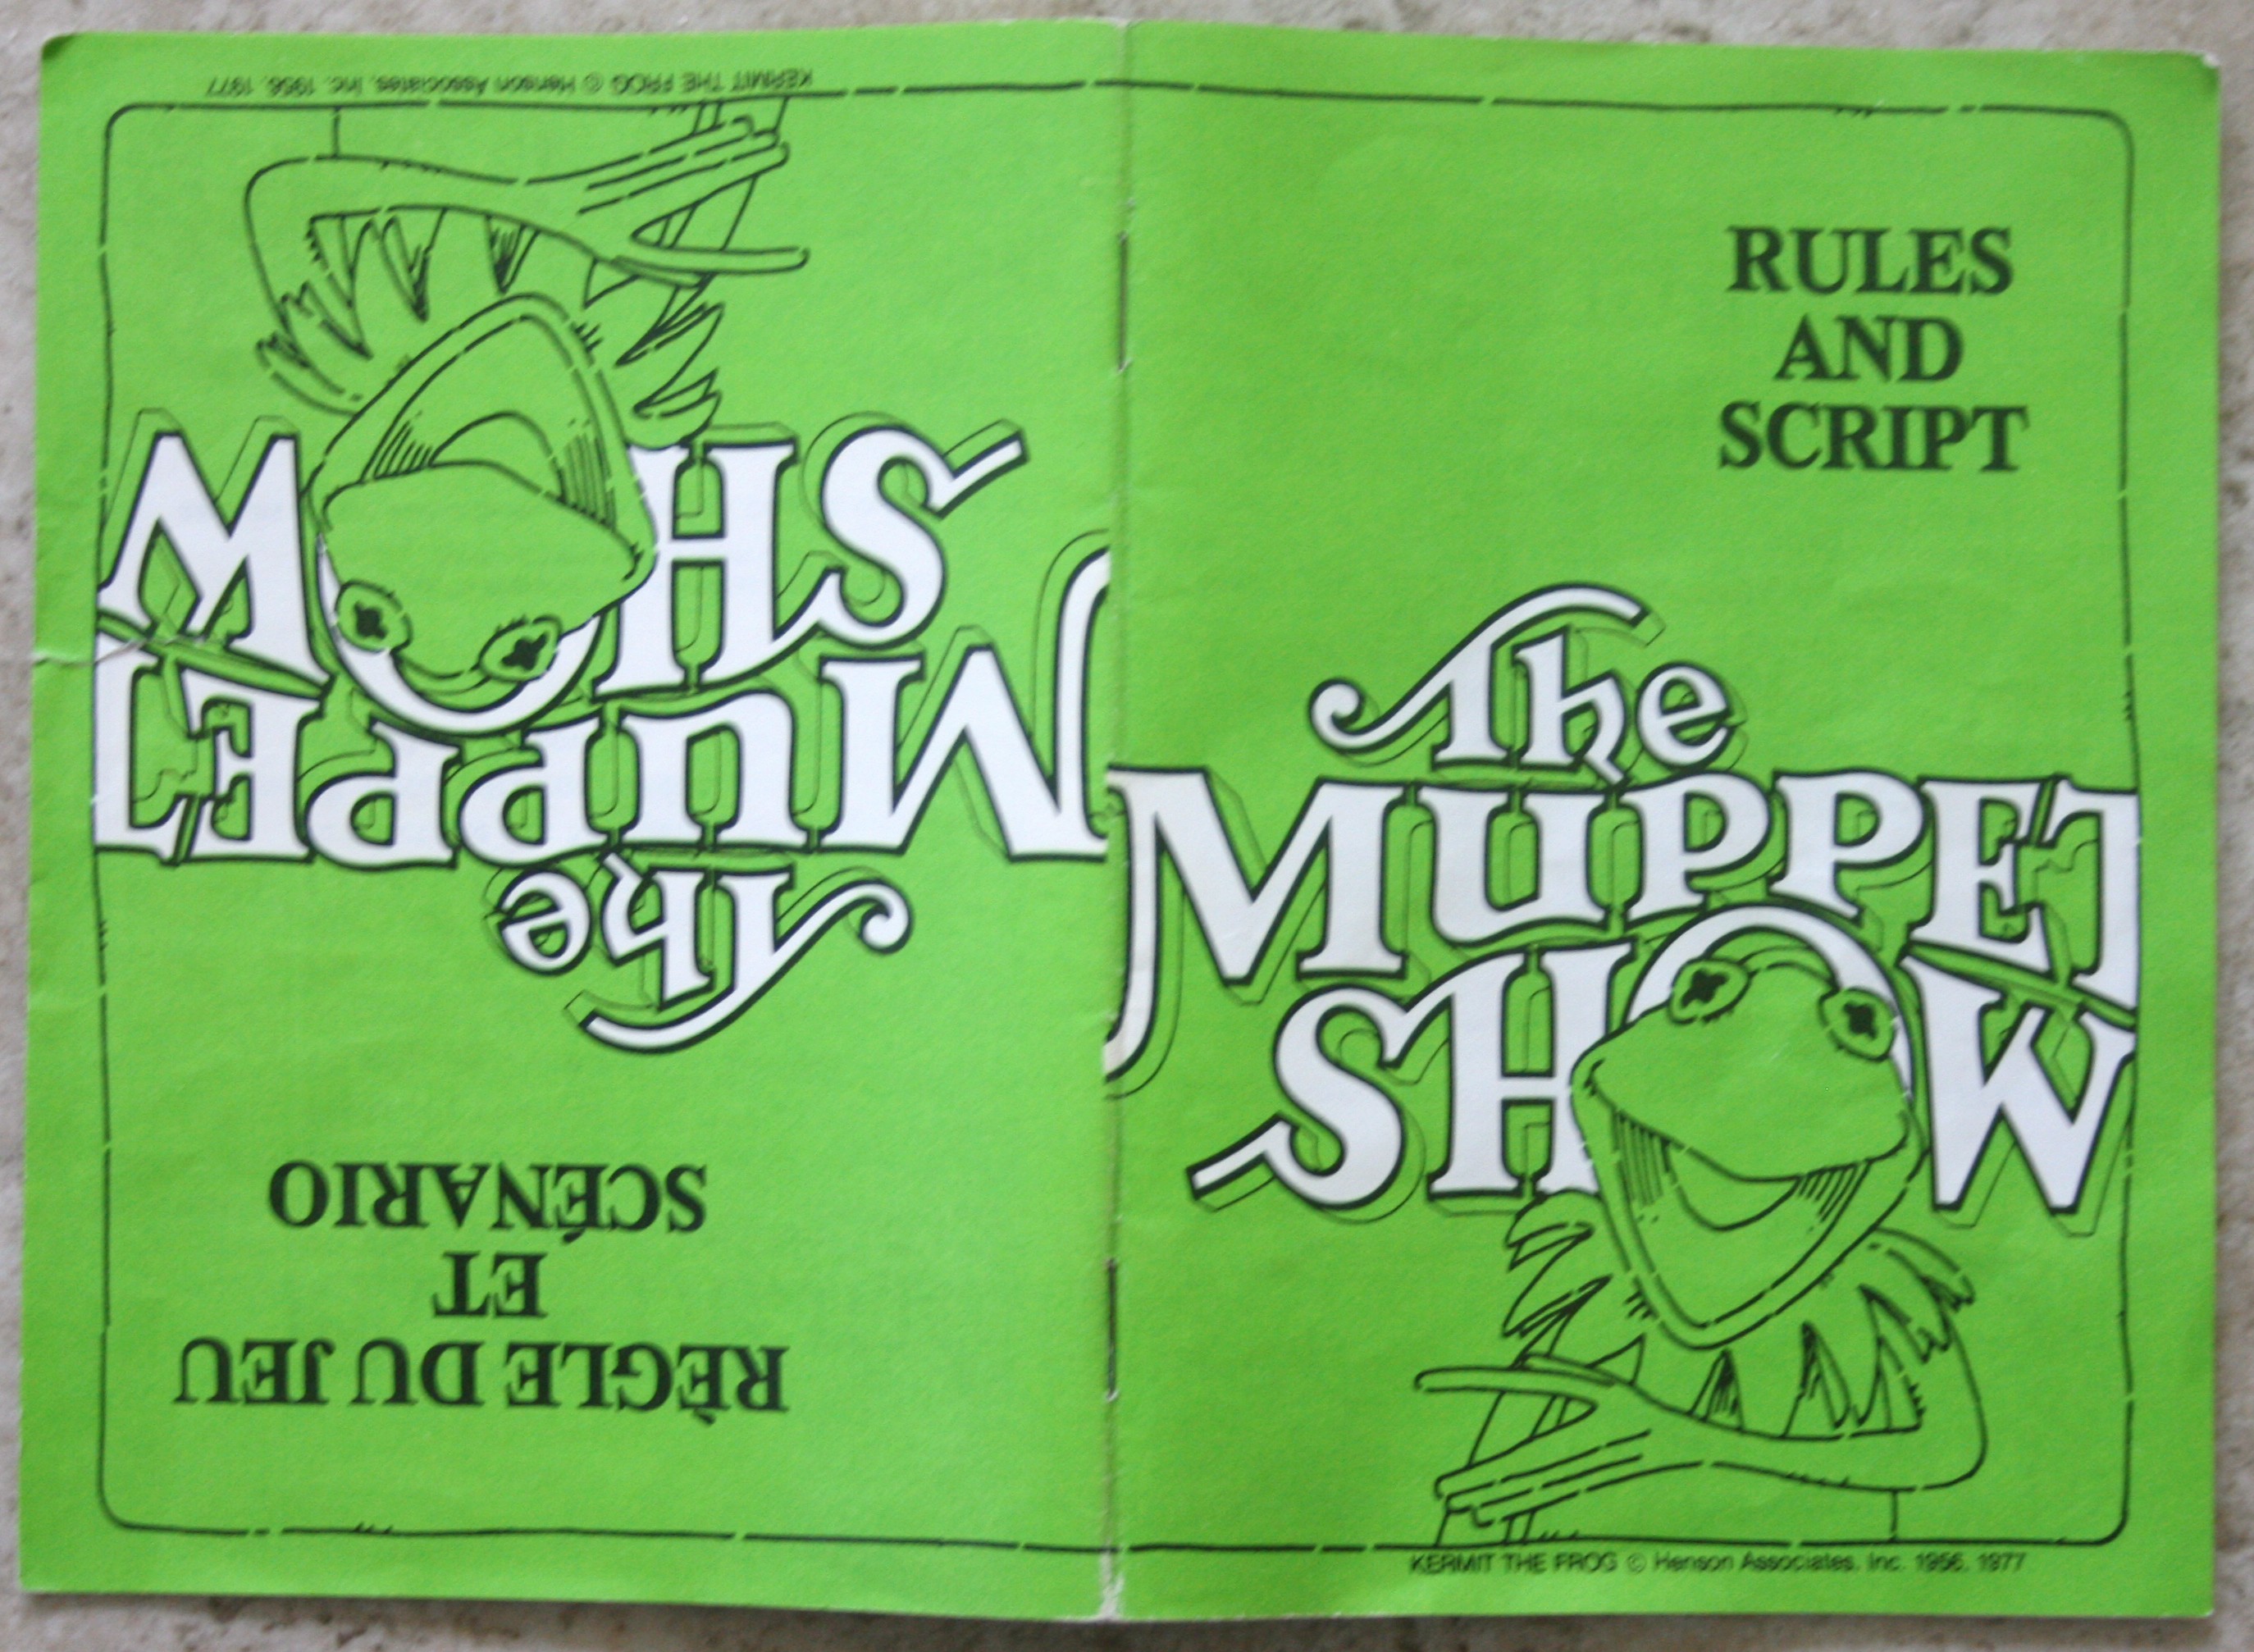 RULES
AND
SCRIPT
The
MUPPET
SHOW
KERMIT THE FROG © Henson Associates, Inc. 1956, 1977
RÈGLE DU JEU
ET
SCÉNARIO
The
MUPPET
SHOW
KERMIT THE FROG © Henson Associates, Inc. 1956, 1977